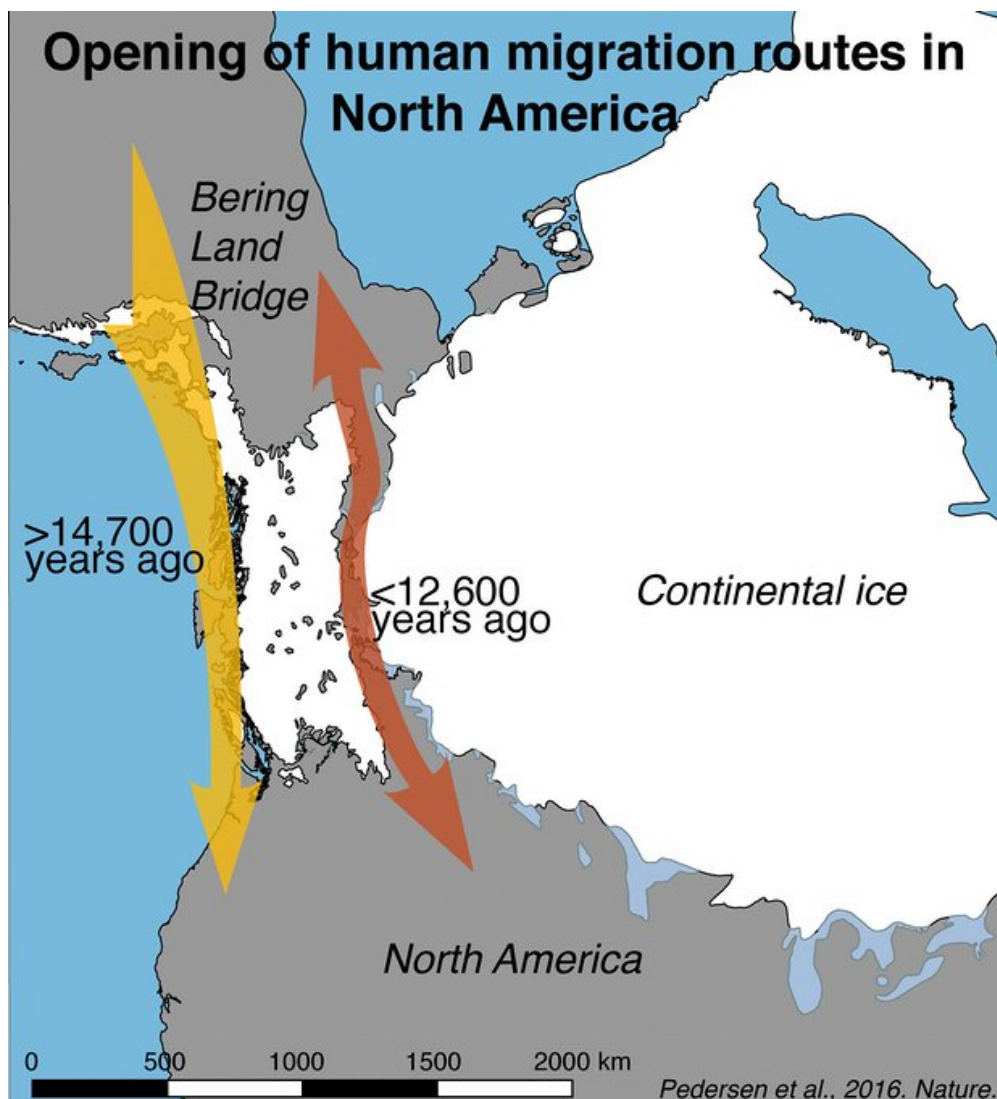 Opening of human migration routes in
North America
Bering
Land
Bridge
>14,700
years ago
<12,600
years ago
Continental ice
North America
0 500 1000 1500 2000 km
Pedersen et al., 2016. Nature.